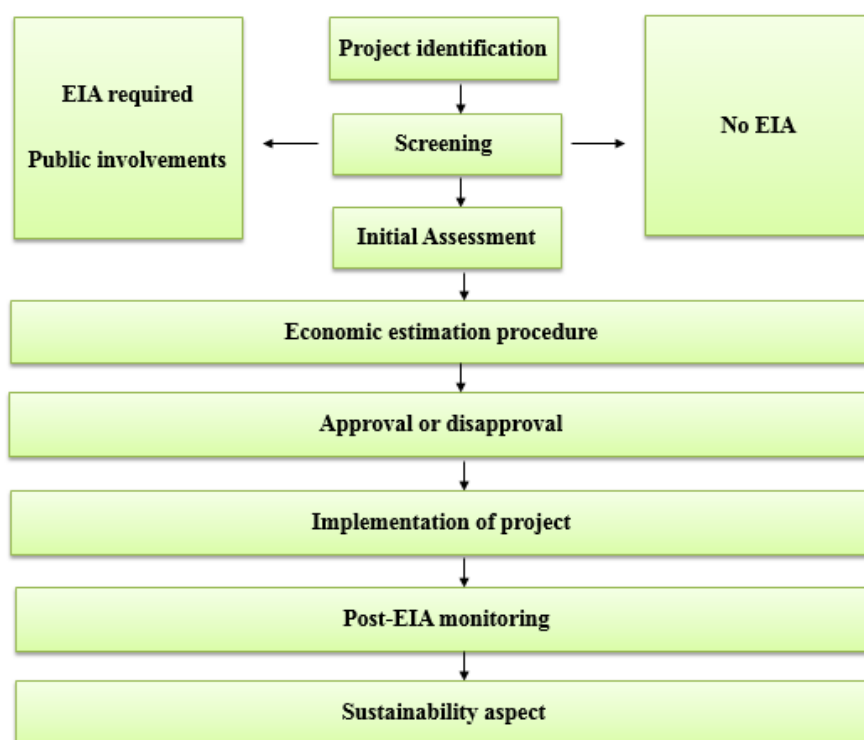 Project identification
EIA required
Public involvements
Screening
No EIA
Initial Assessment
Economic estimation procedure
Approval or disapproval
Implementation of project
Post-EIA monitoring
Sustainability aspect